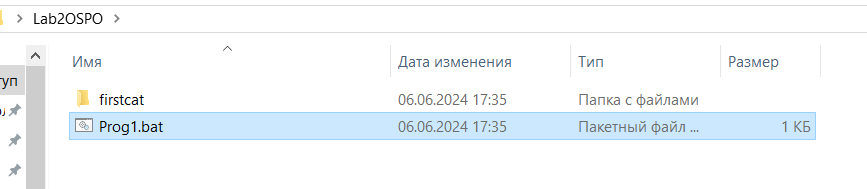 Lab2OSPO
Имя Дата изменения Тип Размер
firstcat 06.06.2024 17:35 Папка с файлами
Prog1.bat 06.06.2024 17:35 Пакетный файл ... 1 КБ